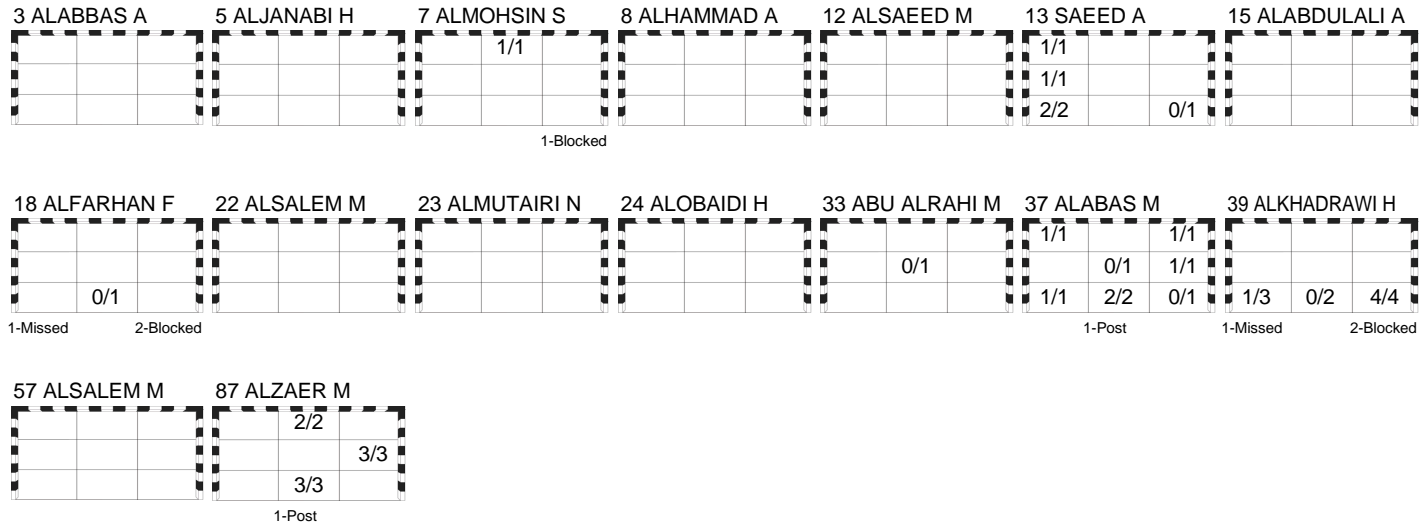 3 ALABBAS A 5 ALJANABI H 7 ALMOHSIN S 8 ALHAMMAD A 12 ALSAEED M 13 SAEED A 15 ALABDULALI A
1/1 1/1
1/1
2/2 0/1
1-Blocked
18 ALFARHAN F 22 ALSALEM M 23 ALMUTAIRI N 24 ALOBAIDI H 33 ABU ALRAHI M 37 ALABAS M 39 ALKHADRAWI H
1/1 1/1
0/1 0/1 1/1
0/1 1/1 2/2 0/1 1/3 0/2 4/4
1-Missed 2-Blocked 1-Post 1-Missed 2-Blocked
57 ALSALEM M 87 ALZAER M
2/2
3/3
3/3
1-Post